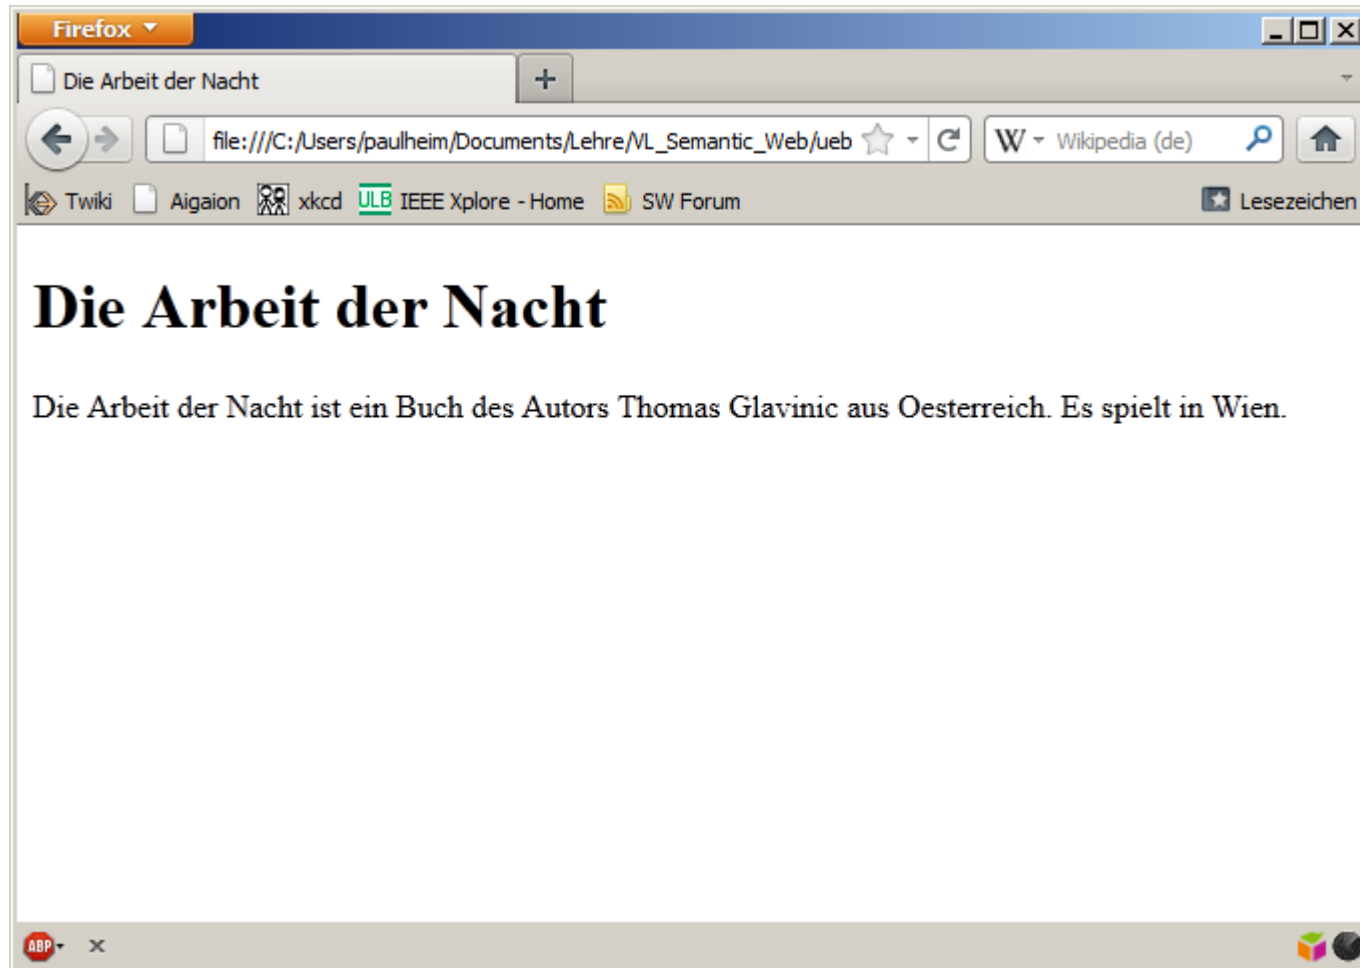 Firefox
Die Arbeit der Nacht
file:///C:/Users/paulheim/Documents/Lehre/VL_Semantic_Web/ueb W Wikipedia (de)
Twiki Aigaion xkcd ULB IEEE Xplore - Home SW Forum Lesezeichen
Die Arbeit der Nacht
Die Arbeit der Nacht ist ein Buch des Autors Thomas Glavinic aus Oesterreich. Es spielt in Wien.
ABP